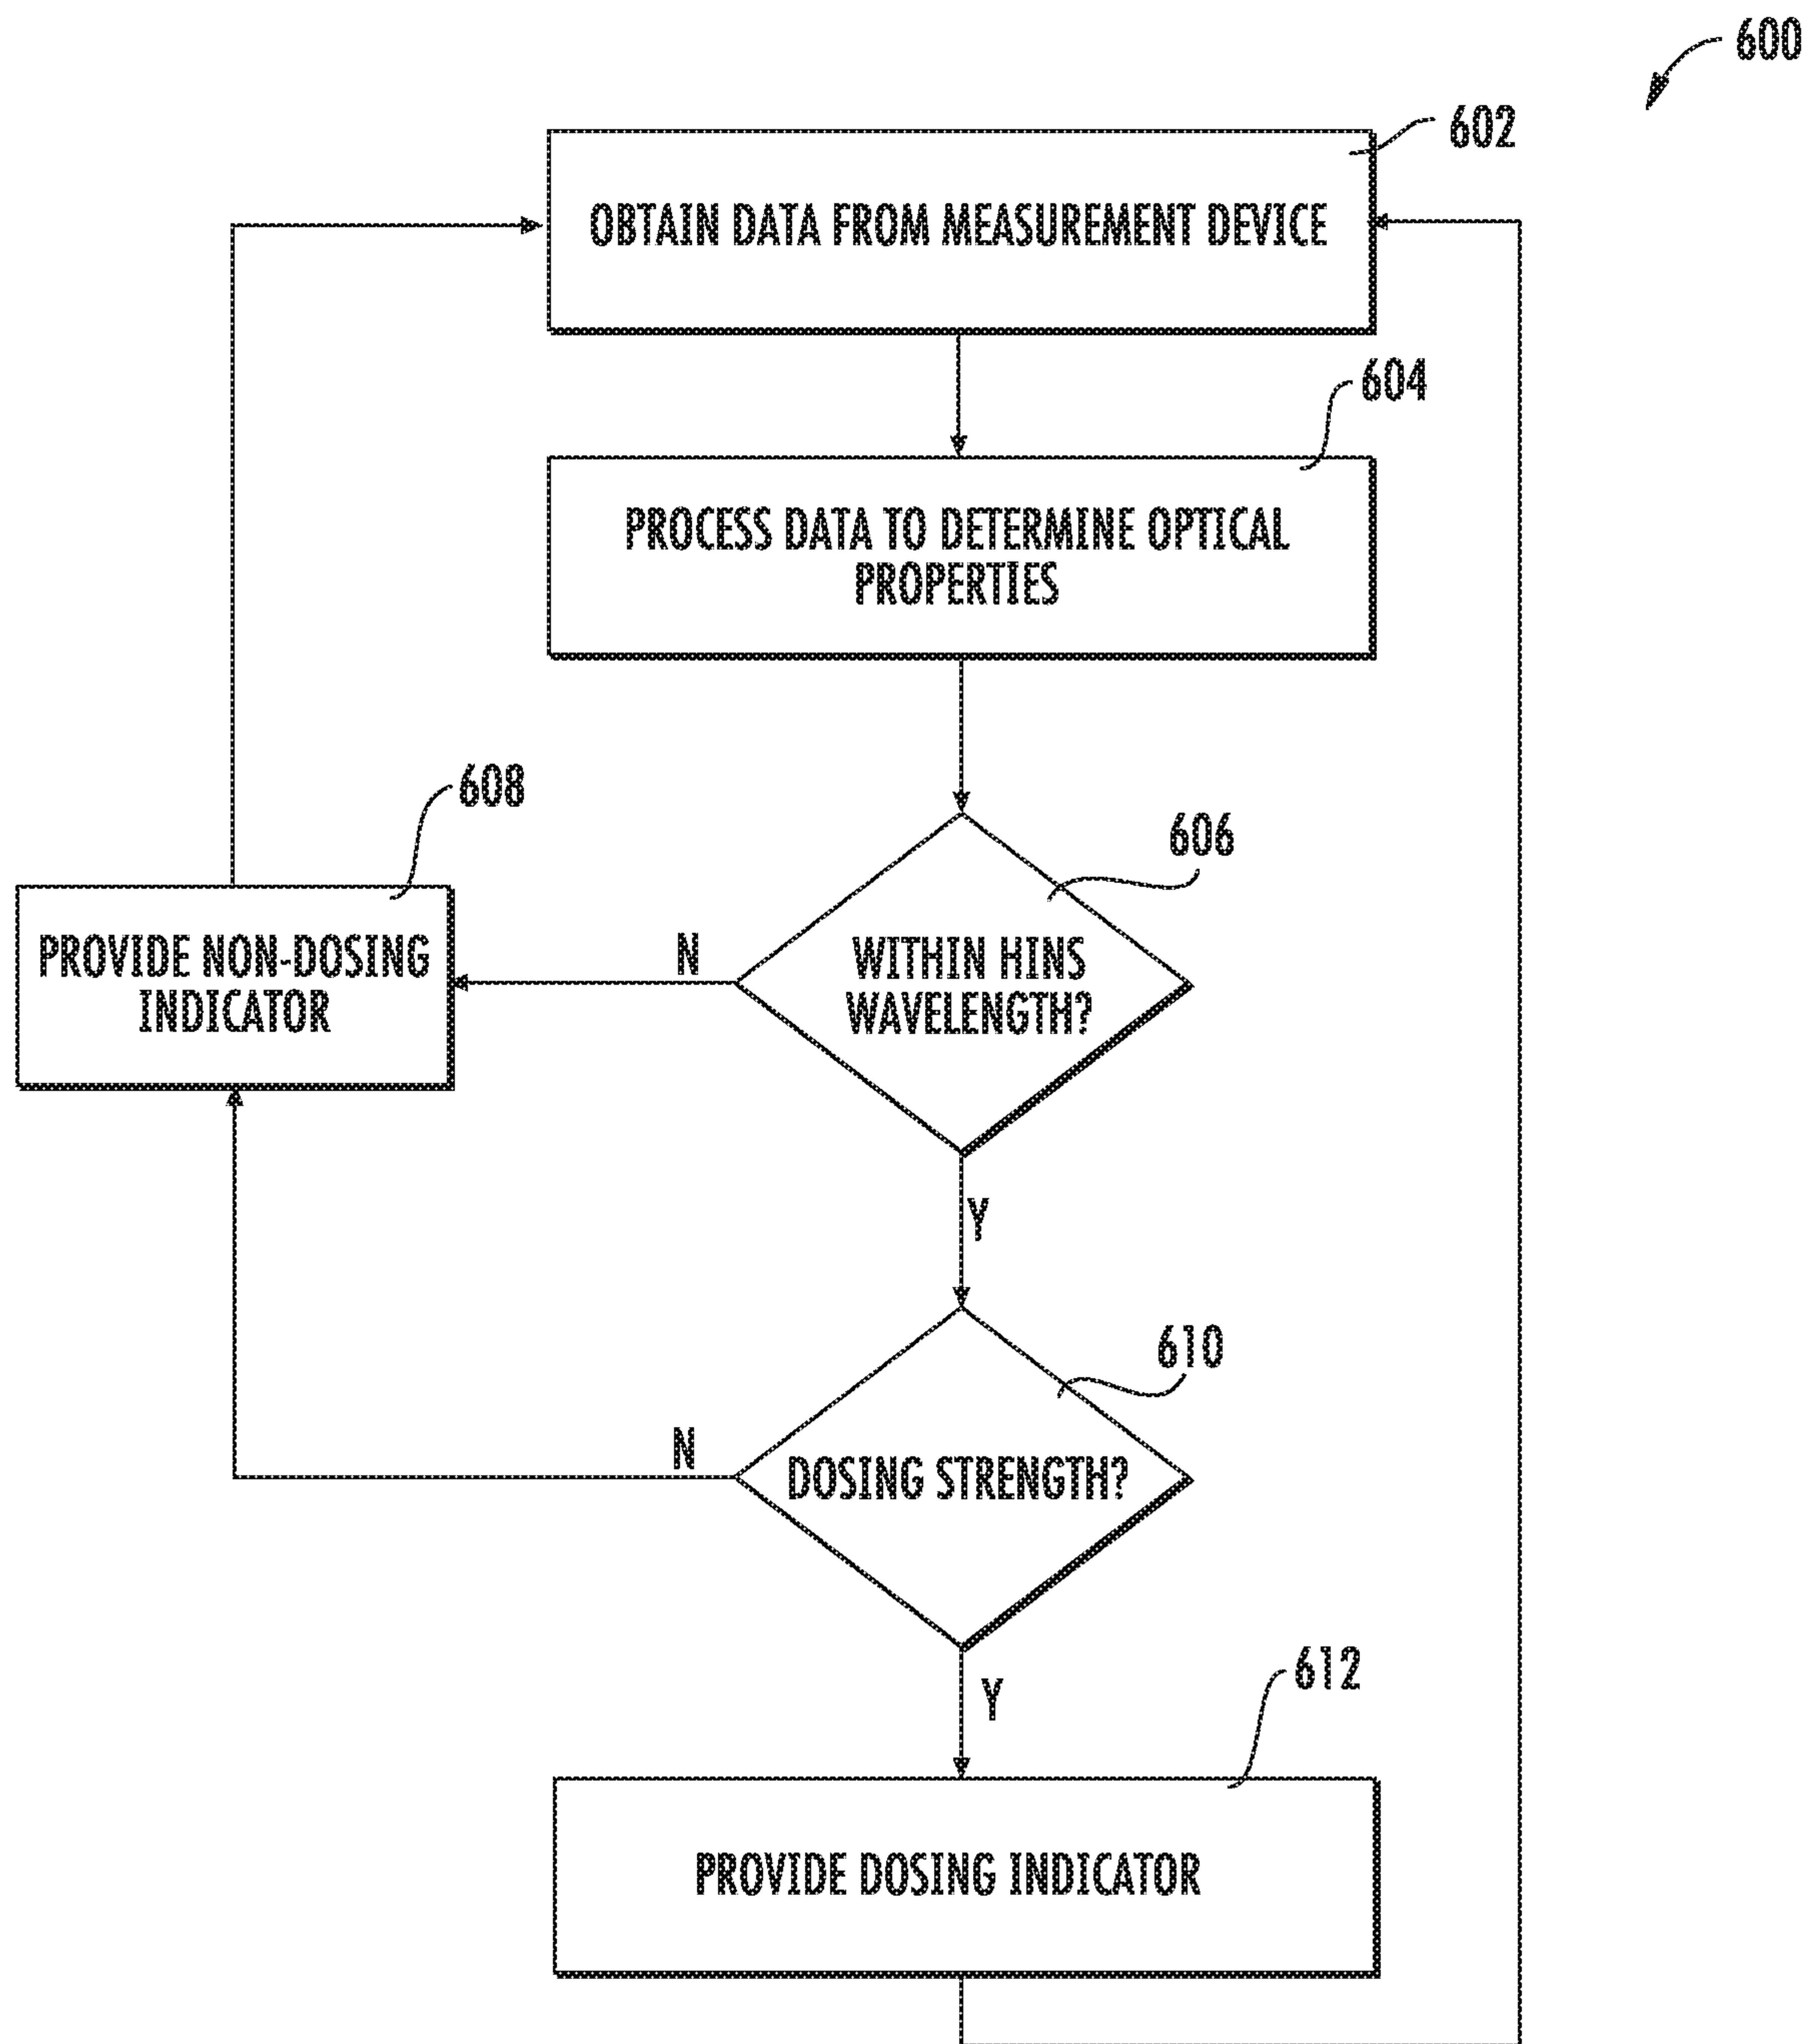 600
602
OBTAIN DATA FROM MEASUREMENT DEVICE
604
PROCESS DATA TO DETERMINE OPTICAL
PROPERTIES
608
606
PROVIDE NON-DOSING
INDICATOR
N
WITHIN HINS
WAVELENGTH?
Y
610
N
DOSING STRENGTH?
Y
612
PROVIDE DOSING INDICATOR